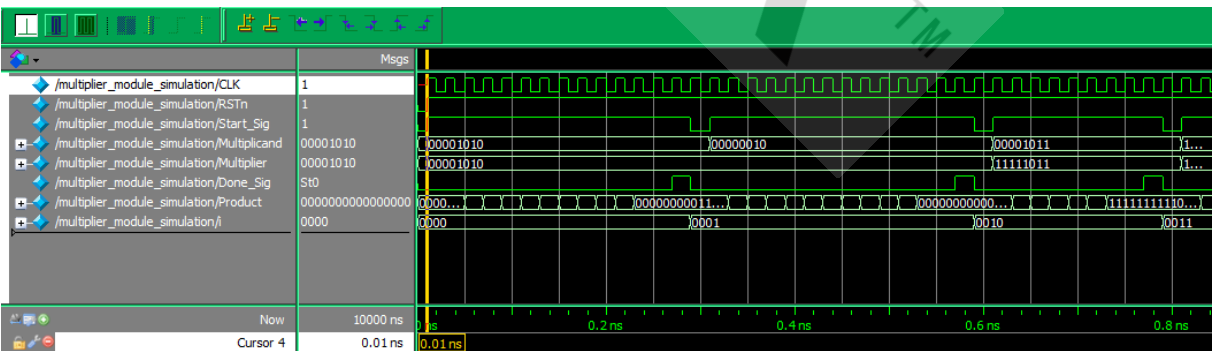 TM
Msgs
/multiplier_module_simulation/CLK 1
/multiplier_module_simulation/RSTn 1
/multiplier_module_simulation/Start_Sig 1
/multiplier_module_simulation/Multiplicand 00001010 00001010 00000010 00001011 1...
/multiplier_module_simulation/Multiplier 00001010 00001010 11111011 1...
/multiplier_module_simulation/Done_Sig St0
/multiplier_module_simulation/Product 0000000000000000 0000... 00000000011... 00000000000... 11111111110...
/multiplier_module_simulation/i 0000 0000 0001 0010 0011
Now 10000 ns ns 0.2 ns 0.4 ns 0.6 ns 0.8 ns
Cursor 4 0.01 ns 0.01 ns